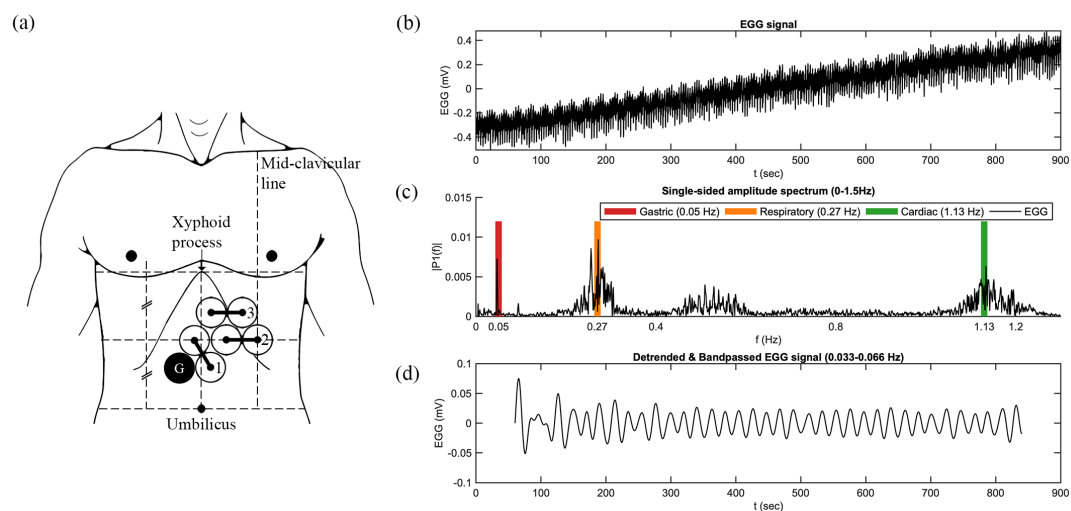 (a)
Mid-clavicular
line
Xyphoid
process
3
2
G
1
Umbilicus
(b)
EGG signal
EGG (mV)
0.4
0.2
0
-0.2
-0.4
0 100 200 300 400 500 600 700 800 900
t (sec)
(c)
Single-sided amplitude spectrum (0-1.5Hz)
|P1(f)|
0.015
0.01
0.005
0
Gastric (0.05 Hz) Respiratory (0.27 Hz) Cardiac (1.13 Hz) EGG
0 0.05 0.27 0.4 0.8 1.13 1.2
f (Hz)
(d)
Detrended & Bandpassed EGG signal (0.033-0.066 Hz)
EGG (mV)
0.1
0.05
0
-0.05
-0.1
0 100 200 300 400 500 600 700 800 900
t (sec)